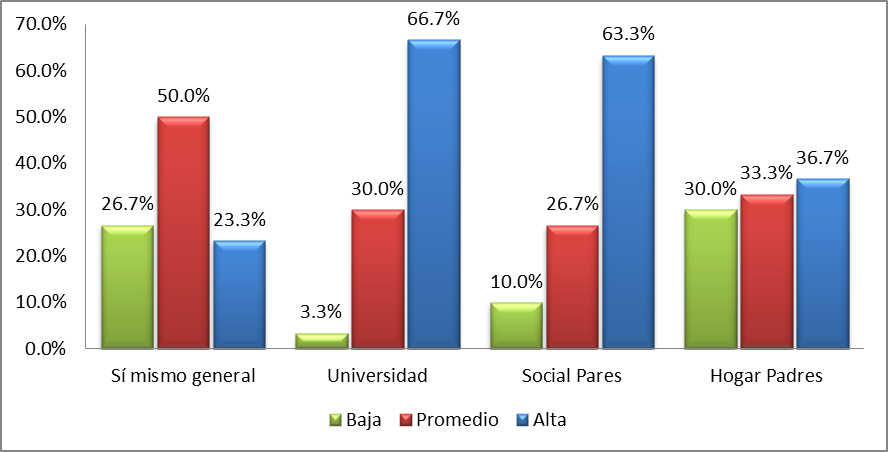 70.0%
60.0%
50.0%
40.0%
30.0%
20.0%
10.0%
0.0%
26.7%
50.0%
23.3%
3.3%
30.0%
66.7%
10.0%
26.7%
63.3%
30.0%
33.3%
36.7%
Sí mismo general
Universidad
Social Pares
Hogar Padres
Baja
Promedio
Alta